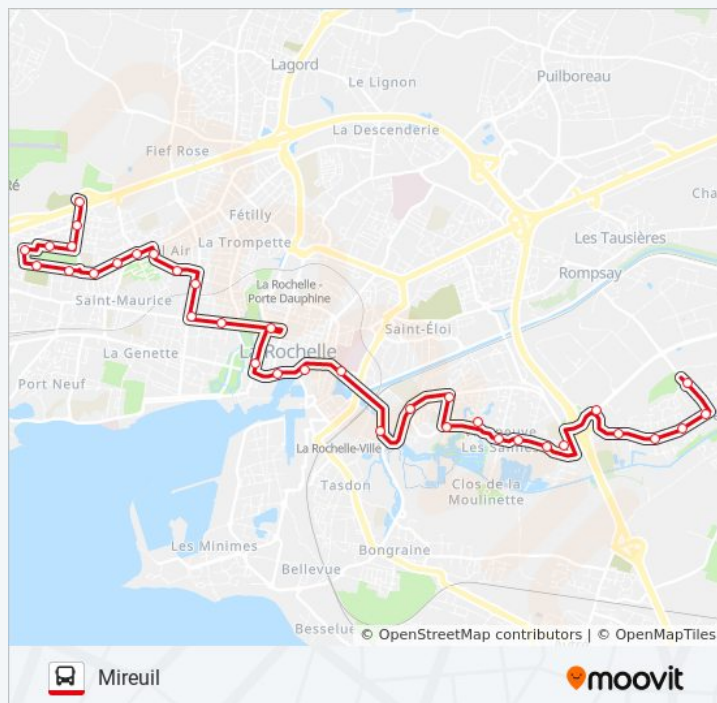 Lagord
Le Lignon
Puilboreau
La Descenderie
Fief Rose
Ré
Cha
Fétilly
La Trompette
Les Tausières
Rompsay
La Rochelle -
Porte Dauphine
Saint-Maurice
Saint-Éloi
La Genette
La Rochelle
Port Neuf
La Rochelle-Ville
Les Salines
Tasdon
Clos de la
Moulinette
Les Minimes
Bongraine
Bellevue
© OpenStreetMap contributors | © OpenMapTiles
Mireuil
moovit